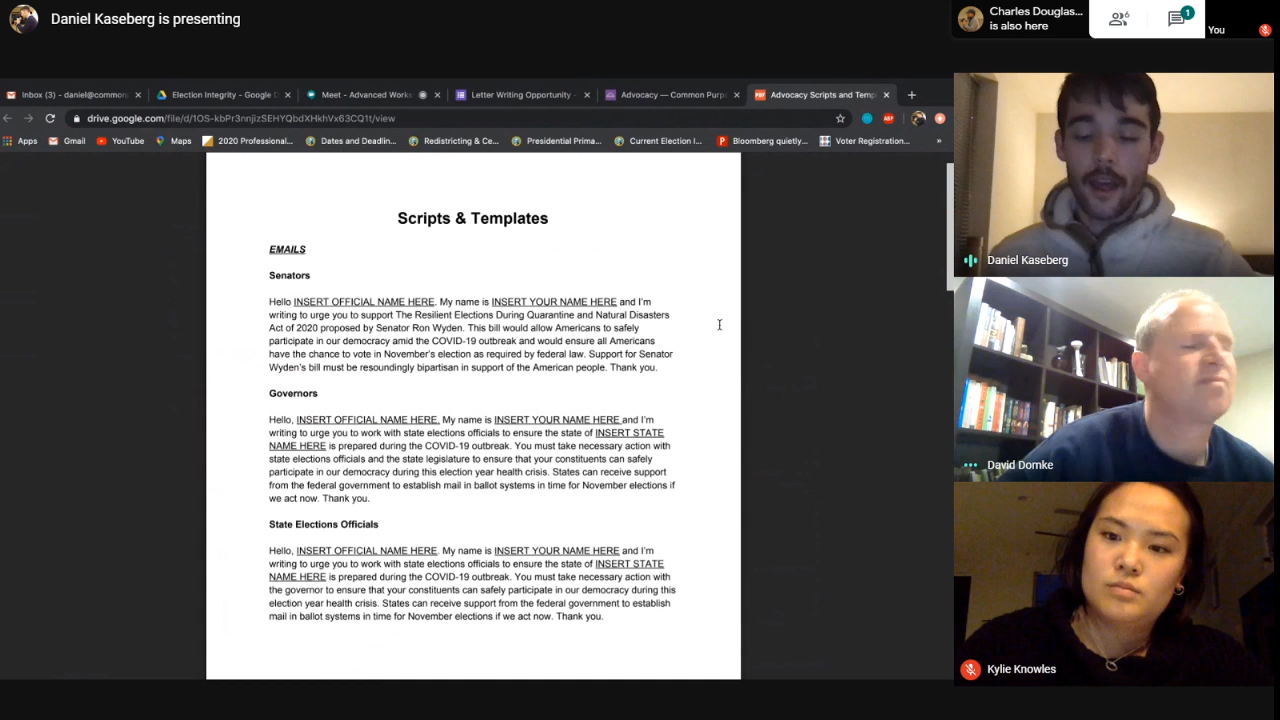 Daniel Kaseberg is presenting
Charles Douglas...
is also here
6
1
You
Inbox (3) - daniel@common
Election Integrity - Google D
Meet - Advanced Work
Letter Writing Opportunity -
Advocacy — Common Purp
Advocacy Scripts and Temp
drive.google.com/file/d/1OS-kbPr3nnjizSEHYQbdXHkhVx63CQ1t/view
ABP
Apps
Gmail
YouTube
Maps
2020 Professional...
Dates and Deadlin...
Redistricting & Ce...
Presidential Prima...
Current Election I...
Bloomberg quietly...
Voter Registration...
»
Scripts & Templates
EMAILS
Senators
Hello INSERT OFFICIAL NAME HERE. My name is INSERT YOUR NAME HERE and I'm
writing to urge you to support The Resilient Elections During Quarantine and Natural Disasters
Act of 2020 proposed by Senator Ron Wyden. This bill would allow Americans to safely
participate in our democracy amid the COVID-19 outbreak and would ensure all Americans
have the chance to vote in November's election as required by federal law. Support for Senator
Wyden's bill must be resoundingly bipartisan in support of the American people. Thank you.
Governors
Hello, INSERT OFFICIAL NAME HERE. My name is INSERT YOUR NAME HERE and I'm
writing to urge you to work with state elections officials to ensure the state of INSERT STATE
NAME HERE is prepared during the COVID-19 outbreak. You must take necessary action with
state elections officials and the state legislature to ensure that your constituents can safely
participate in our democracy during this election year health crisis. States can receive support
from the federal government to establish mail in ballot systems in time for November elections if
we act now. Thank you.
State Elections Officials
Hello, INSERT OFFICIAL NAME HERE. My name is INSERT YOUR NAME HERE and I'm
writing to urge you to work with state elections officials to ensure the state of INSERT STATE
NAME HERE is prepared during the COVID-19 outbreak. You must take necessary action with
the governor to ensure that your constituents can safely participate in our democracy during this
election year health crisis. States can receive support from the federal government to establish
mail in ballot systems in time for November elections if we act now. Thank you.
Daniel Kaseberg
David Domke
Kylie Knowles